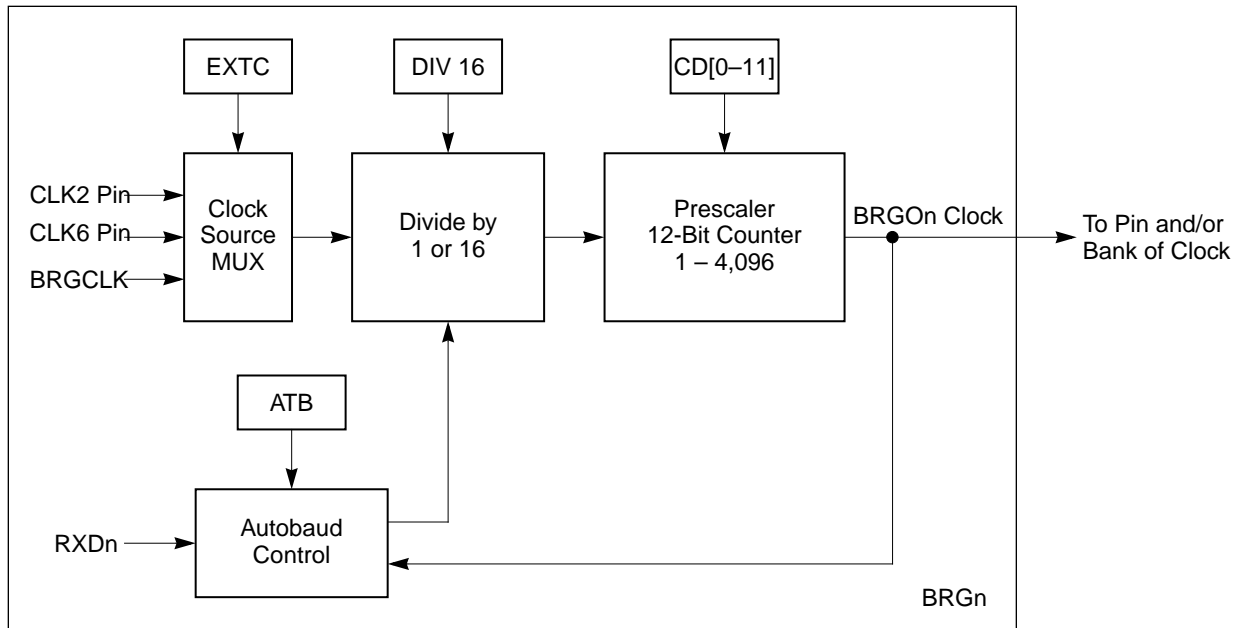 EXTC
DIV 16
CD[0–11]
CLK2 Pin
CLK6 Pin
BRGCLK
Clock
Source
MUX
Divide by
1 or 16
Prescaler
12-Bit Counter
1 – 4,096
BRGOn Clock
To Pin and/or
Bank of Clock
ATB
RXDn
Autobaud
Control
BRGn